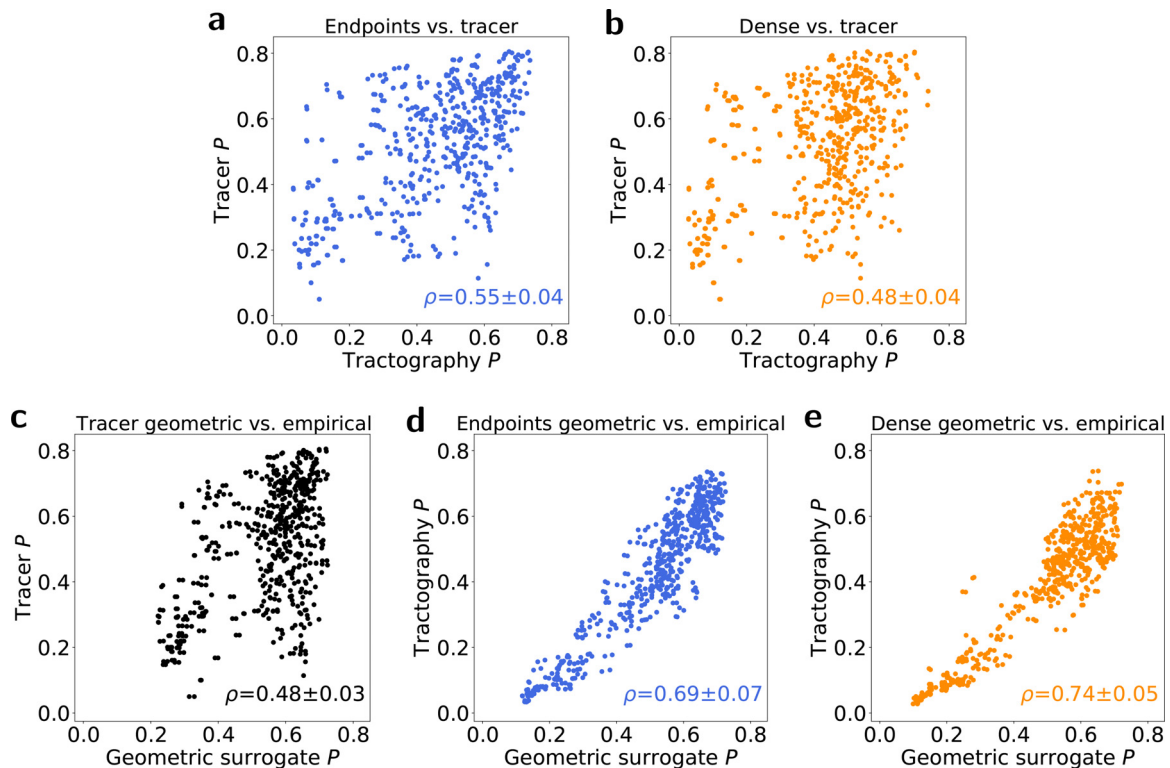 a
Endpoints vs. tracer
Tracer P
0.8
0.6
0.4
0.2
0.0
ρ=0.55±0.04
0.0 0.2 0.4 0.6 0.8
Tractography P
b
Dense vs. tracer
Tracer P
0.8
0.6
0.4
0.2
0.0
ρ=0.48±0.04
0.0 0.2 0.4 0.6 0.8
Tractography P
c
Tracer geometric vs. empirical
Tracer P
0.8
0.6
0.4
0.2
0.0
ρ=0.48±0.03
0.0 0.2 0.4 0.6 0.8
Geometric surrogate P
d
Endpoints geometric vs. empirical
Tractography P
0.8
0.6
0.4
0.2
0.0
ρ=0.69±0.07
0.0 0.2 0.4 0.6 0.8
Geometric surrogate P
e
Dense geometric vs. empirical
Tractography P
0.8
0.6
0.4
0.2
0.0
ρ=0.74±0.05
0.0 0.2 0.4 0.6 0.8
Geometric surrogate P